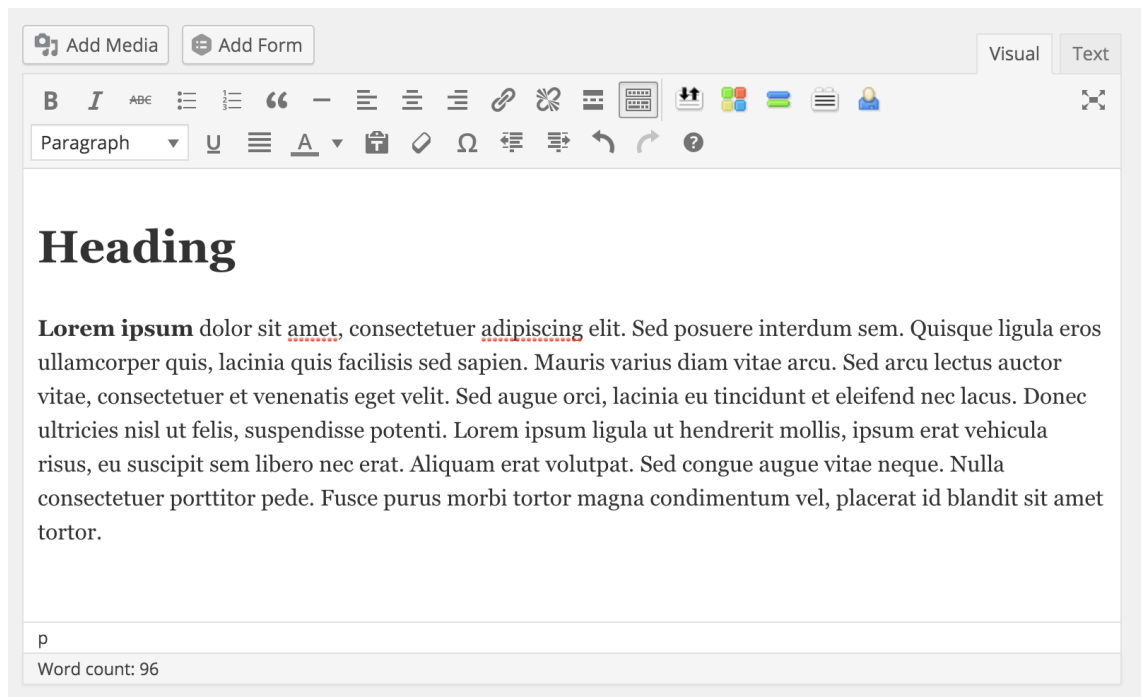 Add Media Add Form
Visual Text
B I ABC
Paragraph U A T Ω ?
Heading
Lorem ipsum dolor sit amet, consectetuer adipiscing elit. Sed posuere interdum sem. Quisque ligula eros
ullamcorper quis, lacinia quis facilisis sed sapien. Mauris varius diam vitae arcu. Sed arcu lectus auctor
vitae, consectetuer et venenatis eget velit. Sed augue orci, lacinia eu tincidunt et eleifend nec lacus. Donec
ultricies nisl ut felis, suspendisse potenti. Lorem ipsum ligula ut hendrerit mollis, ipsum erat vehicula
risus, eu suscipit sem libero nec erat. Aliquam erat volutpat. Sed congue augue vitae neque. Nulla
consectetuer porttitor pede. Fusce purus morbi tortor magna condimentum vel, placerat id blandit sit amet
tortor.
p
Word count: 96